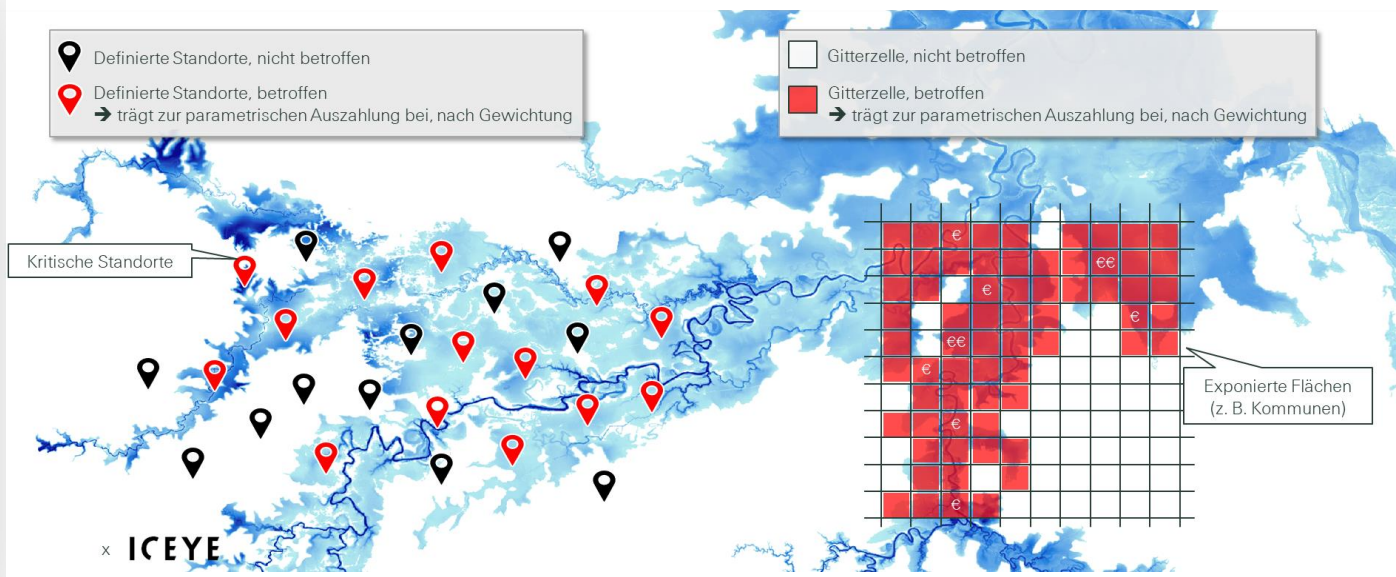 Definierte Standorte, nicht betroffen
Definierte Standorte, betroffen
➔ trägt zur parametrischen Auszahlung bei, nach Gewichtung
Gitterzelle, nicht betroffen
Gitterzelle, betroffen
➔ trägt zur parametrischen Auszahlung bei, nach Gewichtung
Kritische Standorte
€
€€
€
€
€€
€
€
€
Exponierte Flächen
(z. B. Kommunen)
x ICEYE